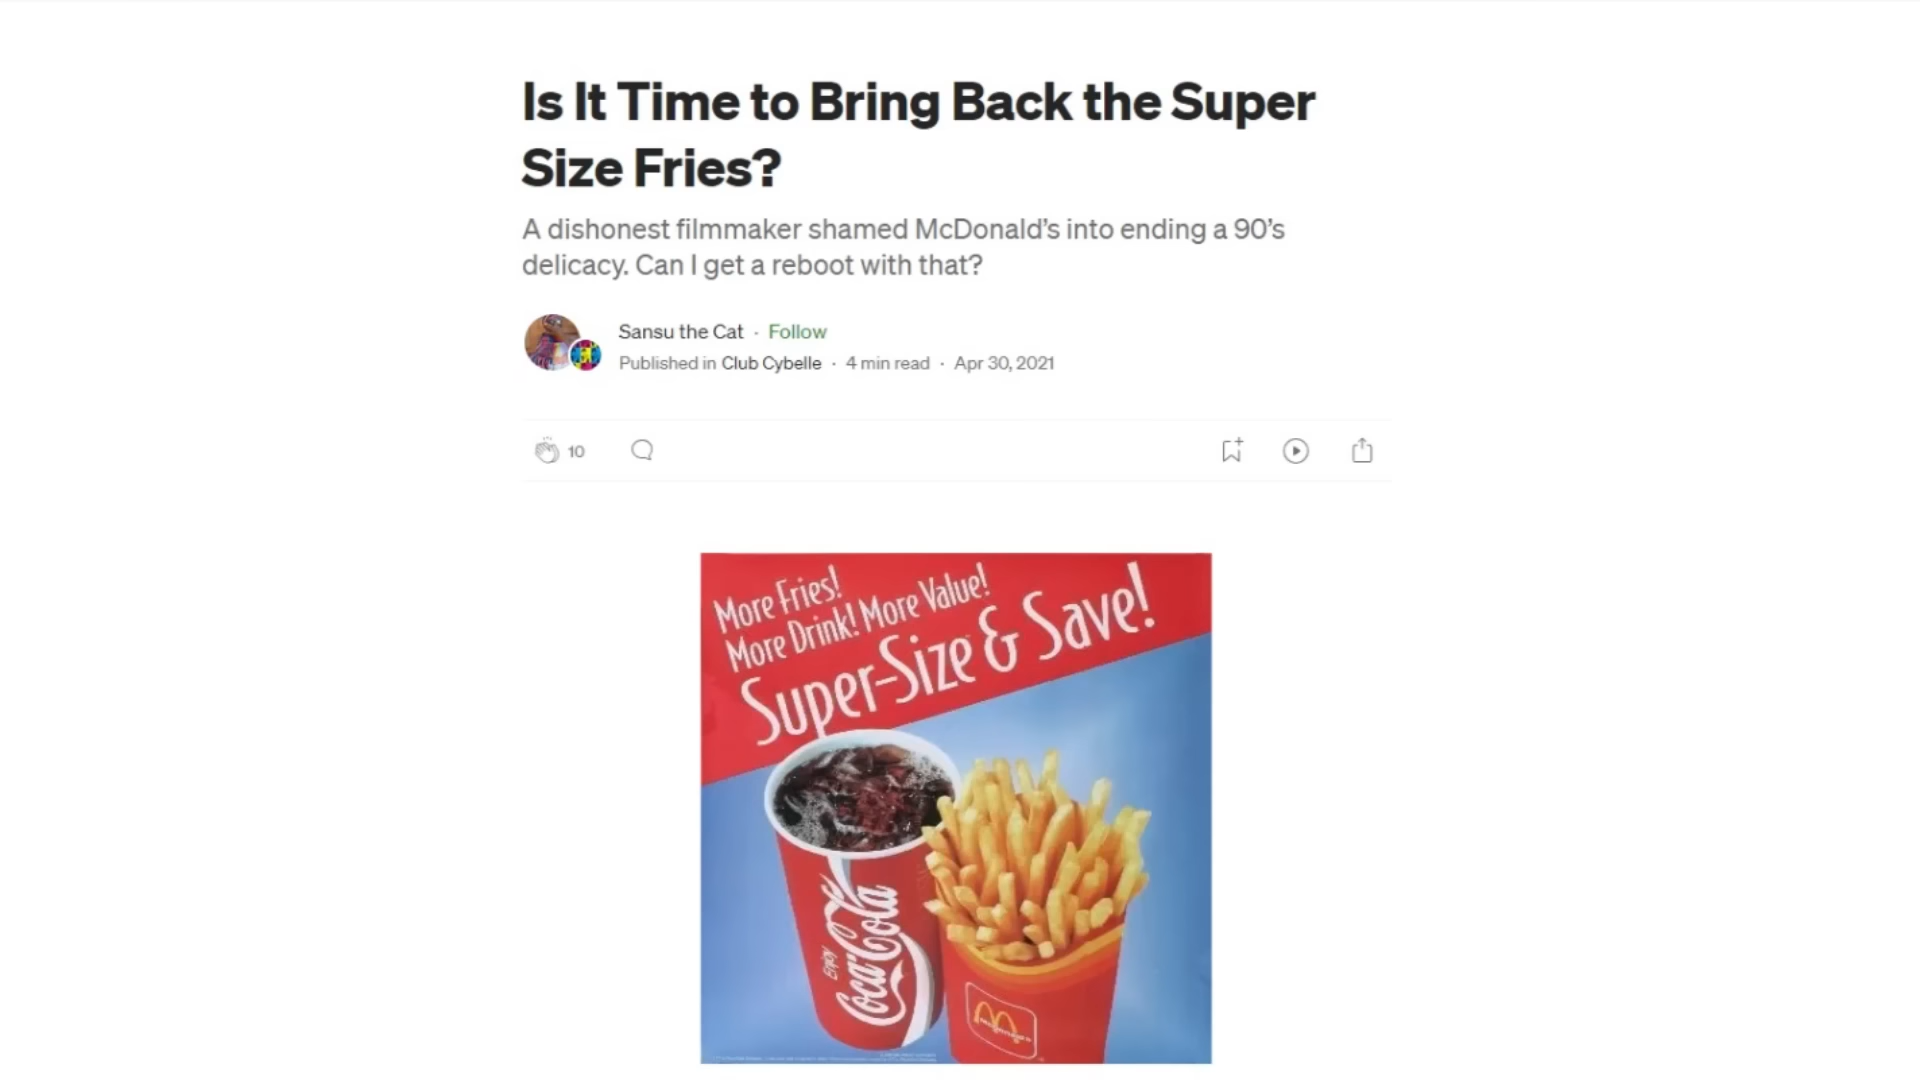 Is It Time to Bring Back the Super
Size Fries?
A dishonest filmmaker shamed McDonald's into ending a 90's
delicacy. Can I get a reboot with that?
Sansu the Cat · Follow
Published in Club Cybelle · 4 min read · Apr 30, 2021
10
More Fries!
More Drink! More Value!
Super-Size & Save!
Enjoy
Coca-Cola
McDonald's